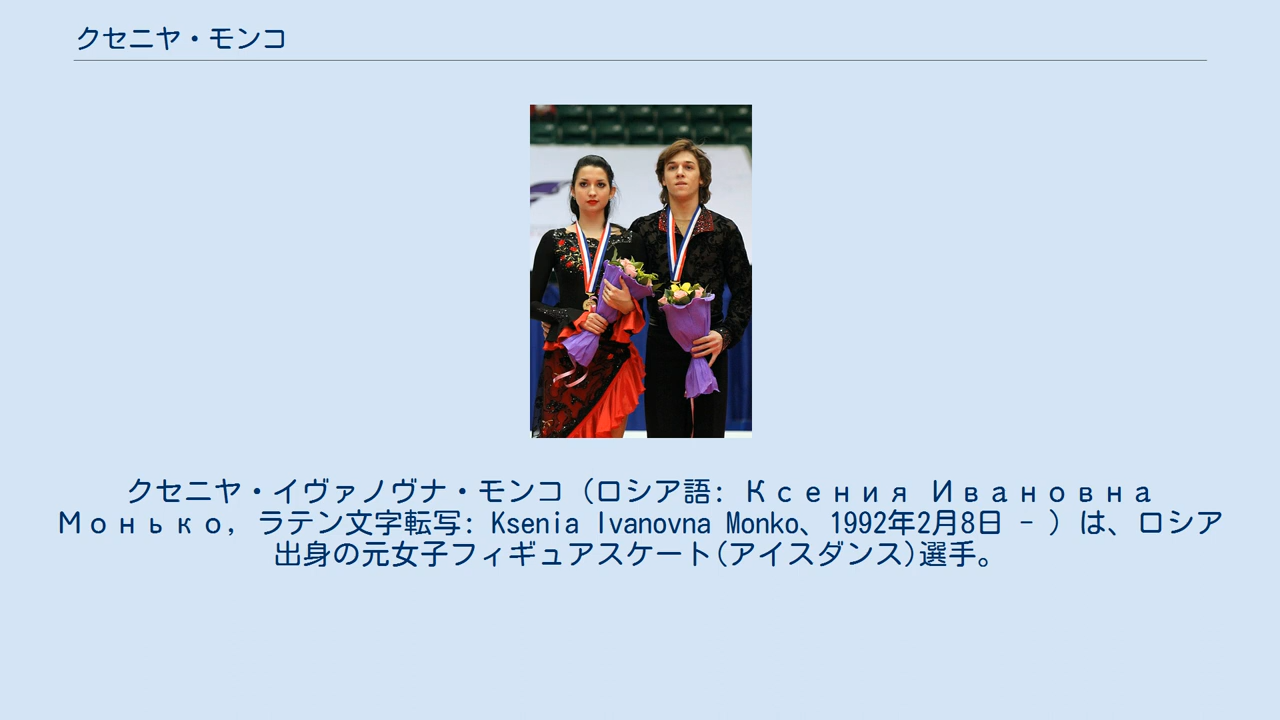 クセニヤ・モンコ
クセニヤ・イヴァノヴナ・モンコ（ロシア語: Ксения Ивановна
Монько, ラテン文字転写: Ksenia Ivanovna Monko、1992年2月8日 - ）は、ロシア
出身の元女子フィギュアスケート(アイスダンス)選手。